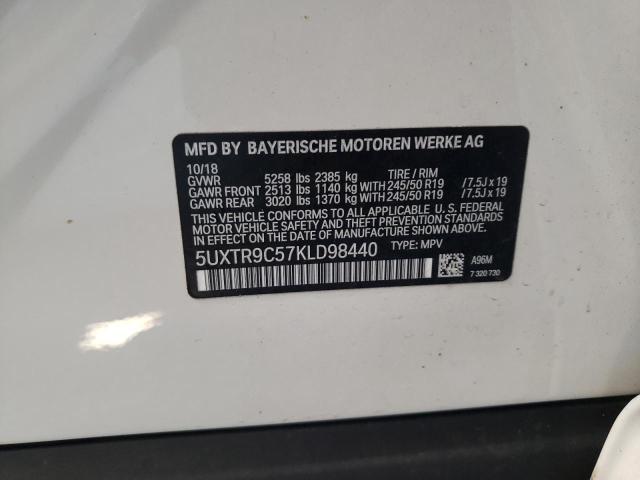 MFD BY BAYERISCHE MOTOREN WERKE AG
10/18
GVWR 5258 lbs 2385 kg TIRE / RIM
GAWR FRONT 2513 lbs 1140 kg WITH 245/50 R19 /7.5J x 19
GAWR REAR 3020 lbs 1370 kg WITH 245/50 R19 /7.5J x 19
THIS VEHICLE CONFORMS TO ALL APPLICABLE U.S. FEDERAL
MOTOR VEHICLE SAFETY STANDARDS IN EFFECT ON THE
DATE OF MANUFACTURE SHOWN ABOVE.
5UXTR9C57KLD98440 TYPE: MPV
A96M
7 320 730